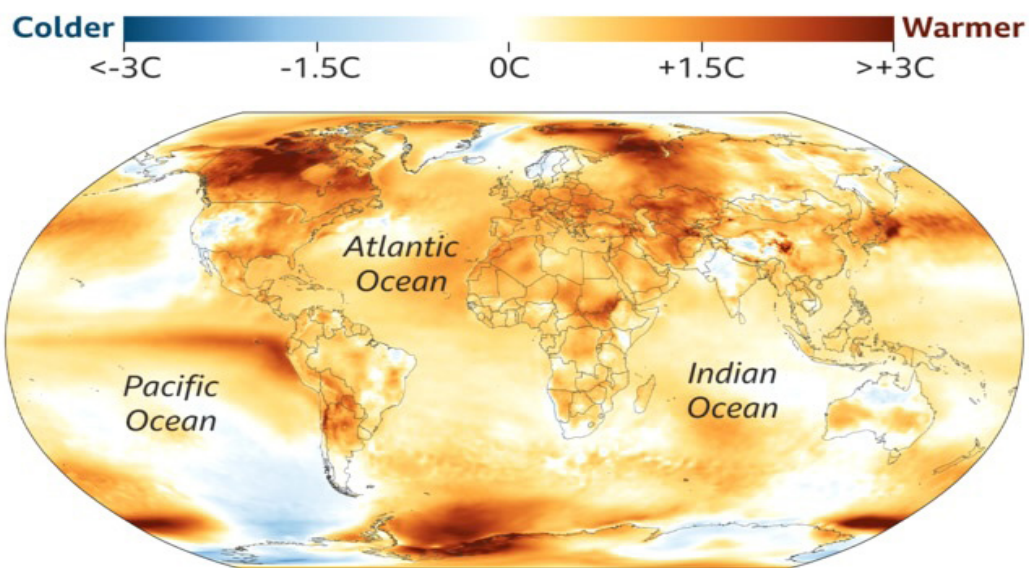 Colder Warmer
<-3C -1.5C 0C +1.5C >+3C
Atlantic
Ocean
Pacific
Ocean
Indian
Ocean